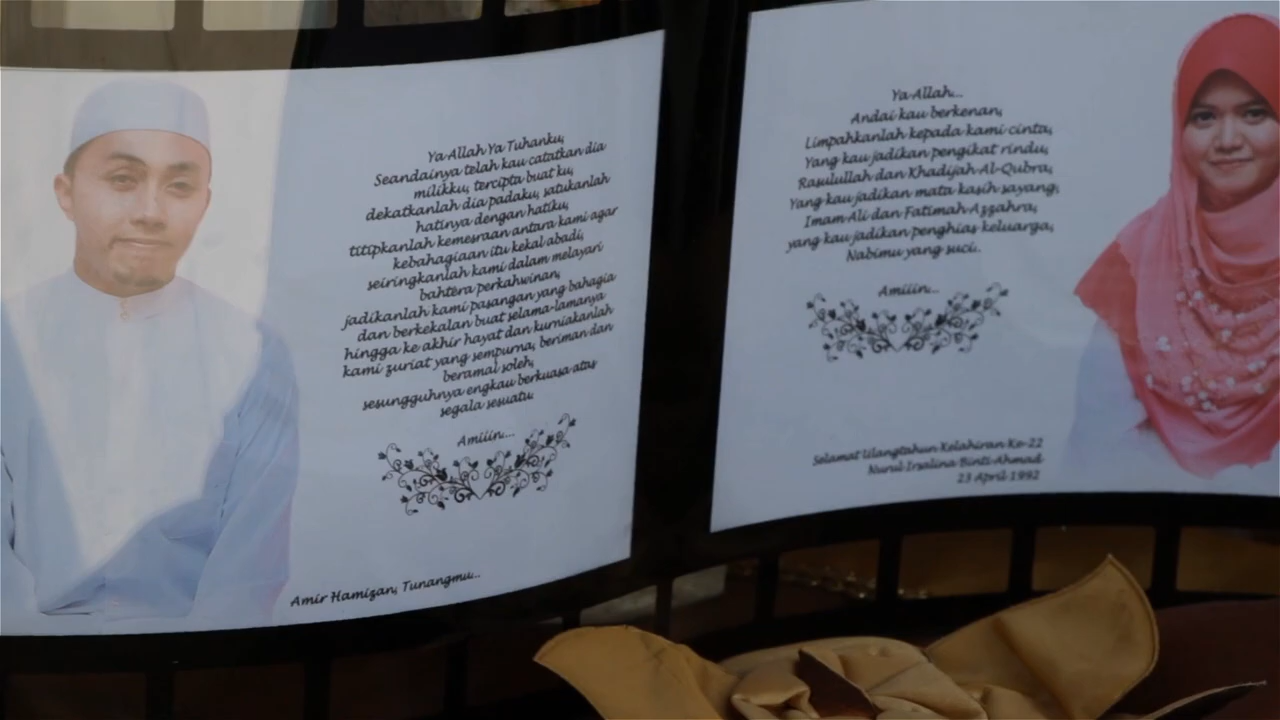 Ya Allah Ya Tuhanku,
Seandainya telah kau catatkan dia
milikku, tercipta buat ku,
dekatkanlah dia padaku, satukanlah
hatinya dengan hatiku,
titipkanlah kemesraan antara kami agar
kebahagiaan itu kekal abadi,
seiringkanlah kami dalam melayari
bahtera perkahwinan,
jadikanlah kami pasangan yang bahagia
dan berkekalan buat selama-lamanya
hingga ke akhir hayat dan kurniakanlah
kami zuriat yang sempurna, beriman dan
beramal soleh,
sesungguhnya engkau berkuasa atas
segala sesuatu.
Amiiin...
Amir Hamizan, Tunangmu...
Ya Allah...
Andai kau berkenan,
Limpahkanlah kepada kami cinta,
Yang kau jadikan pengikat rindu,
Rasulullah dan Khadijah Al-Qubra,
Yang kau jadikan mata kasih sayang,
Imam Ali dan Fatimah Azzahra,
yang kau jadikan penghias keluarga,
Nabimu yang suci.
Amiiin...
Selamat Ulangtahun Kelahiran Ke-22
Nurul Irsalina Binti Ahmad
23 April 1992